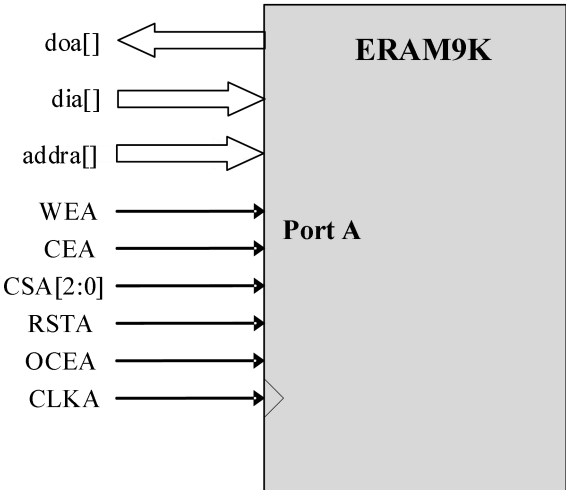 doa[]
ERAM9K
dia[]
addra[]
WEA
Port A
CEA
CSA[2:0]
RSTA
OCEA
CLKA